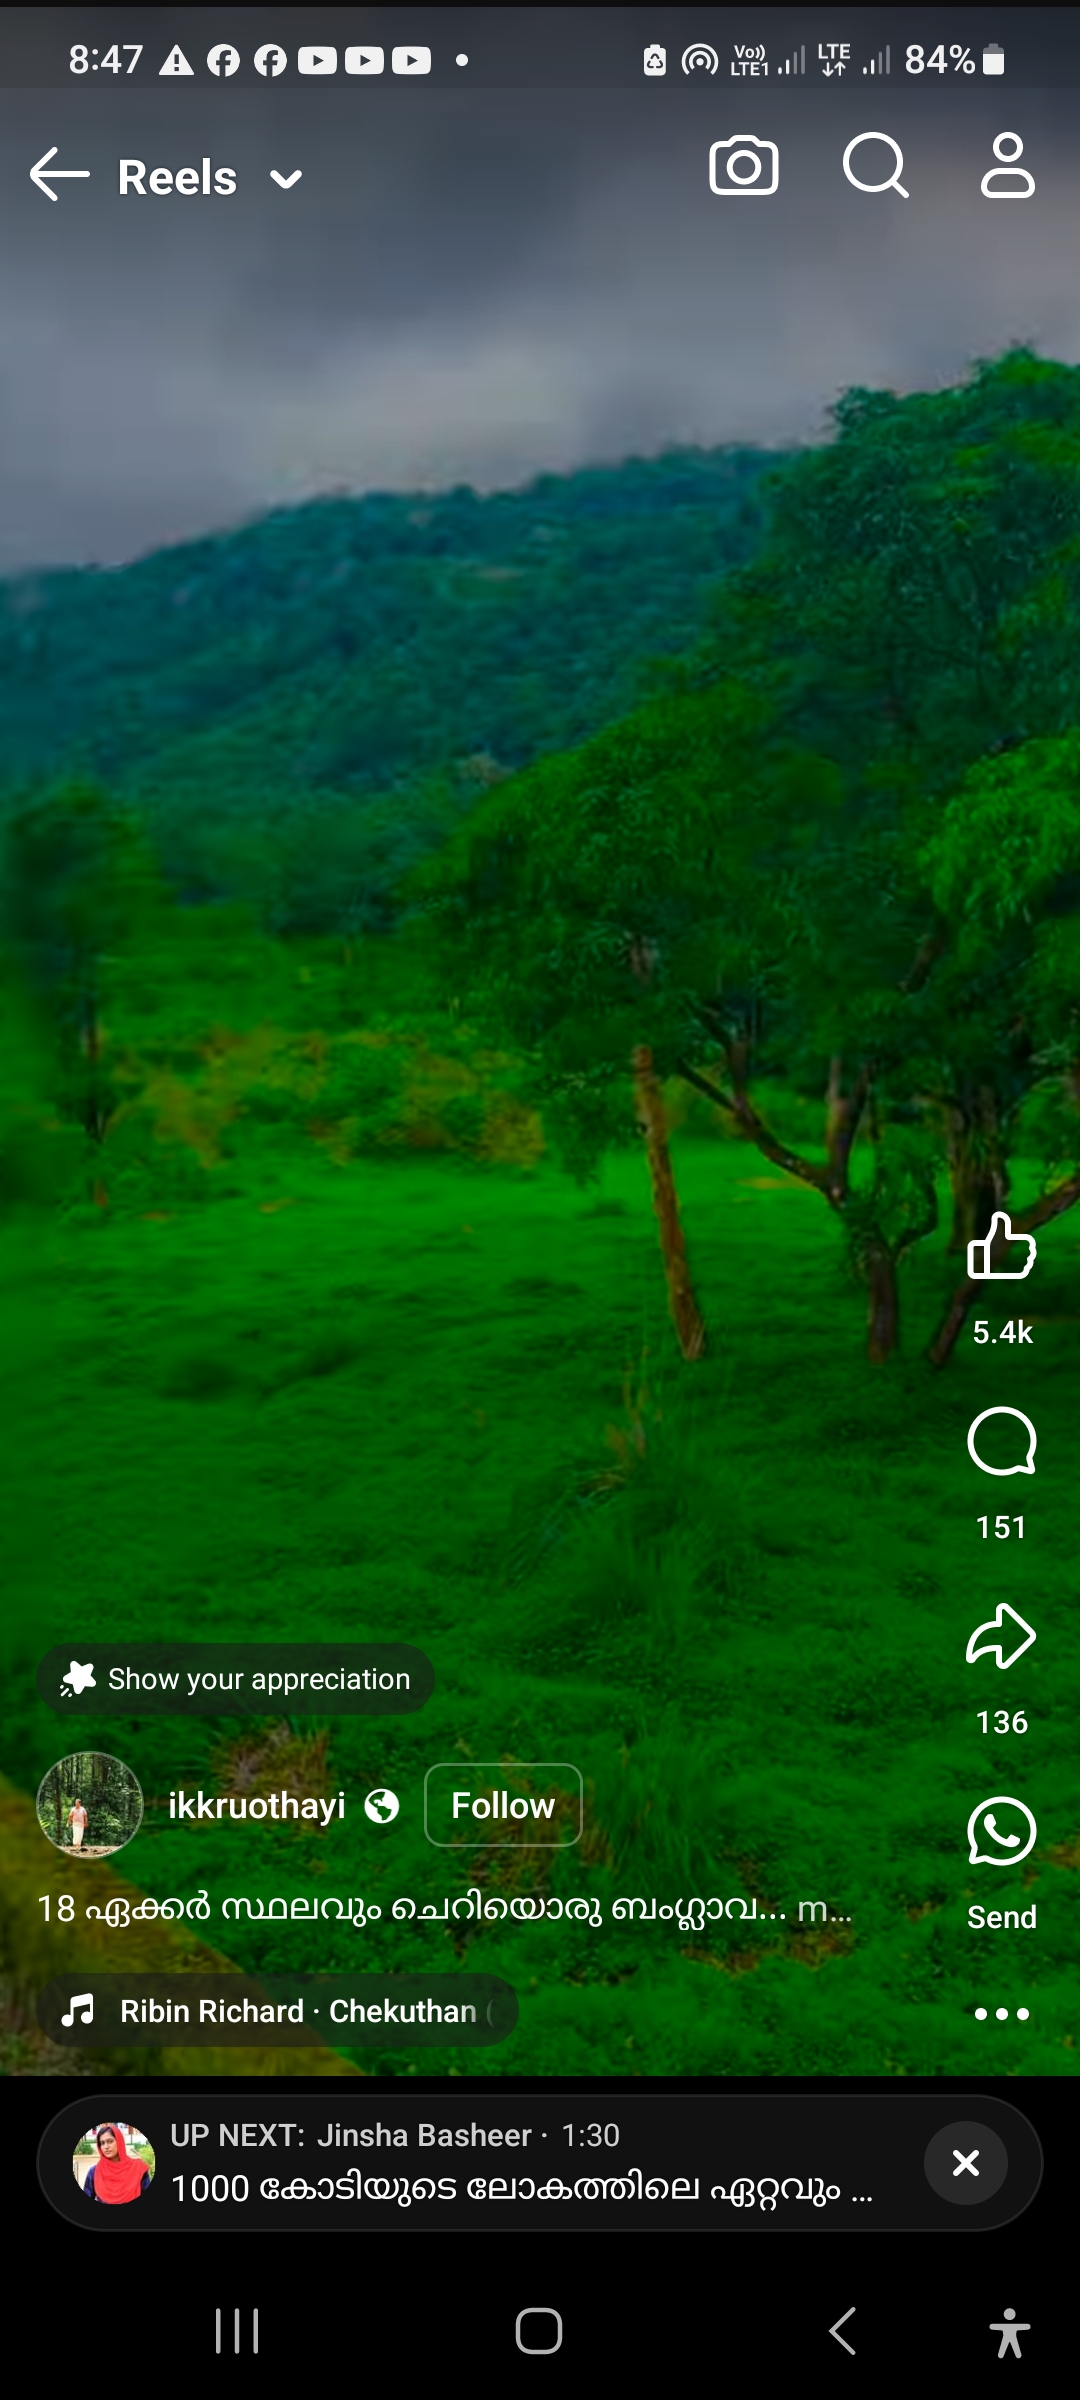 8:47
Vo)) LTE1 LTE 84%
Reels
5.4k
151
136
Show your appreciation
ikkruothayi Follow
18 ഏക്കർ സ്ഥലവും ചെറിയൊരു ബംഗ്ലാവ... m...
Send
Ribin Richard · Chekuthan (
UP NEXT: Jinsha Basheer · 1:30
1000 കോടിയുടെ ലോകത്തിലെ ഏറ്റവും ...